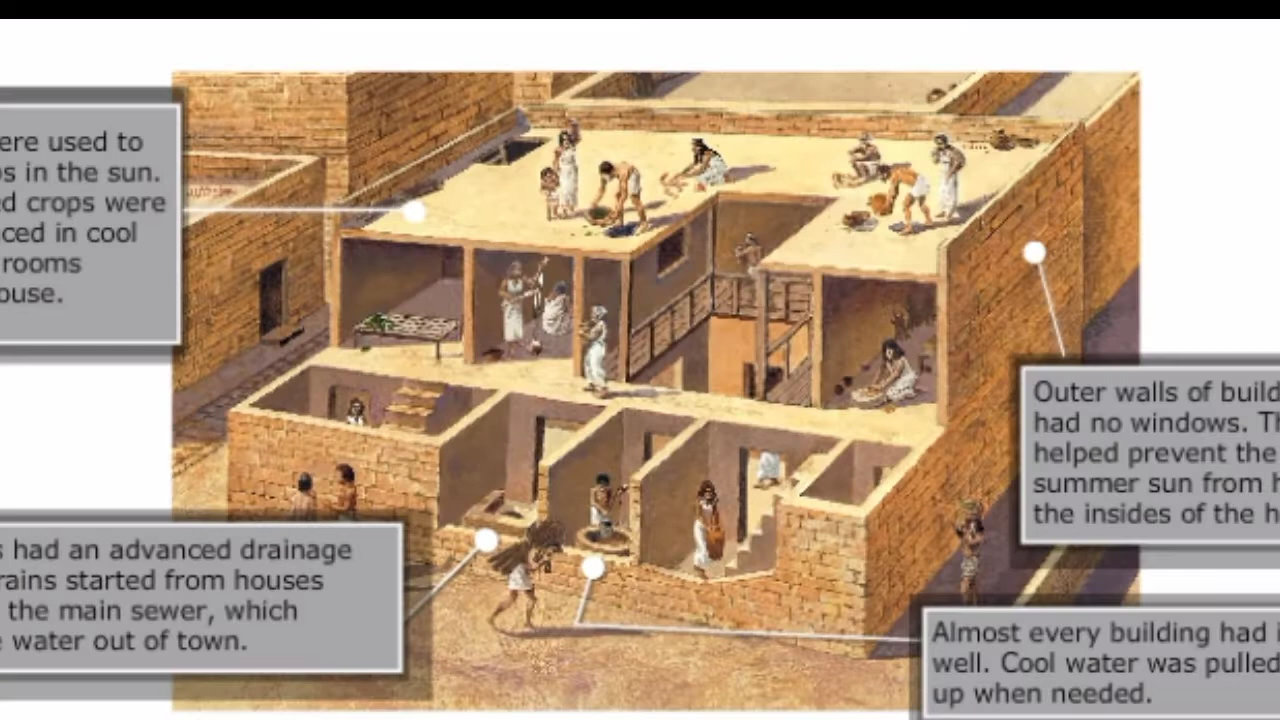 ere used to
s in the sun.
ed crops were
ced in cool
rooms
ouse.
Outer walls of build
had no windows. Th
helped prevent the
summer sun from h
the insides of the h
s had an advanced drainage
rains started from houses
the main sewer, which
e water out of town.
Almost every building had i
well. Cool water was pulled
up when needed.